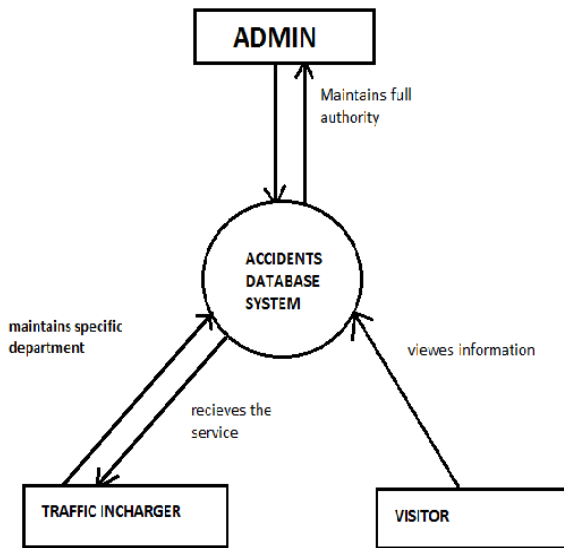 ADMIN
Maintains full
authority
ACCIDENTS
DATABASE
SYSTEM
maintains specific
department
viewes information
recieves the
service
TRAFFIC INCHARGER
VISITOR